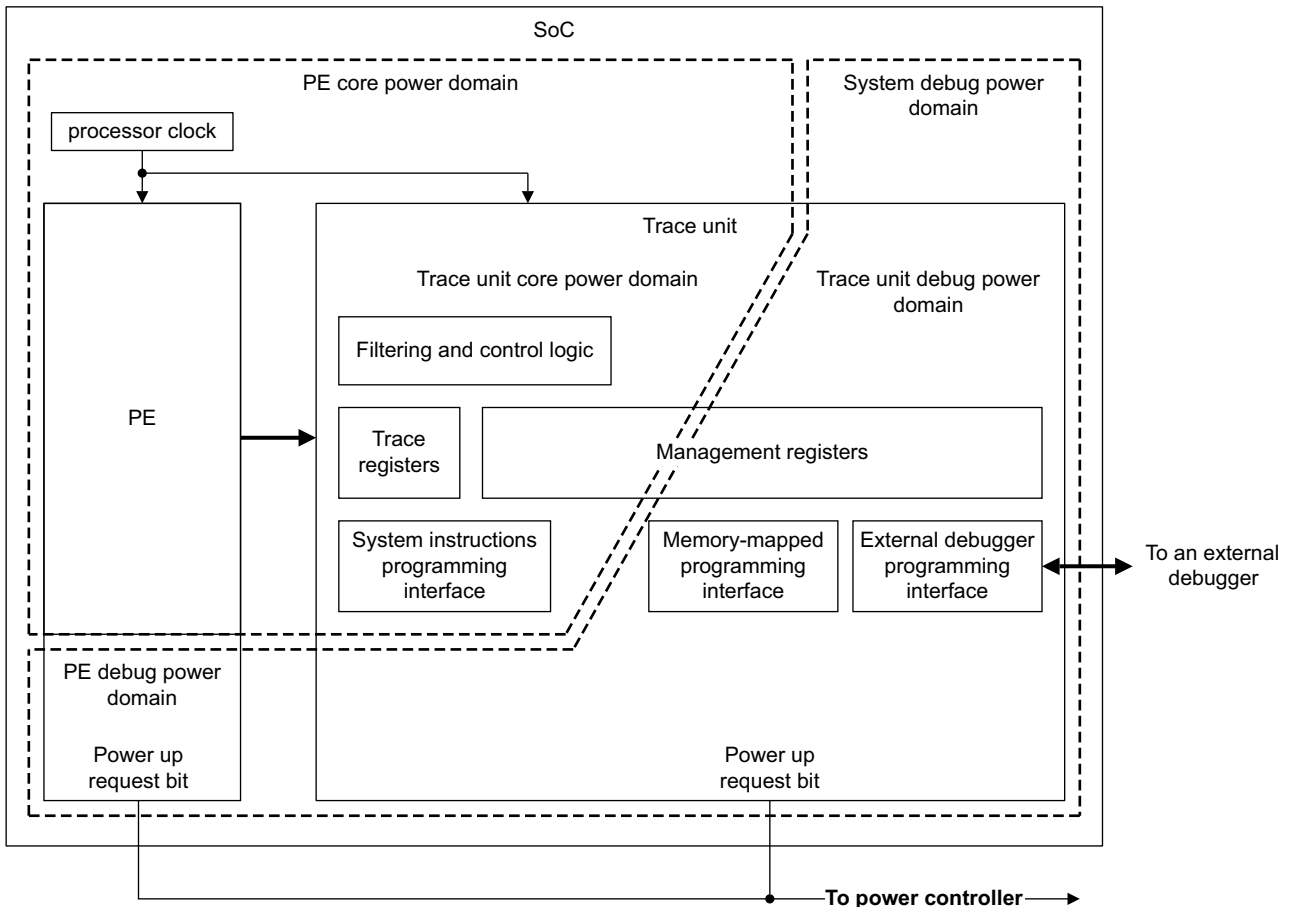 SoC
PE core power domain
System debug power
domain
processor clock
Trace unit
Trace unit core power domain
Trace unit debug power
domain
Filtering and control logic
PE
Trace
registers
Management registers
System instructions
programming
interface
Memory-mapped
programming
interface
External debugger
programming
interface
To an external
debugger
PE debug power
domain
Power up
request bit
Power up
request bit
To power controller